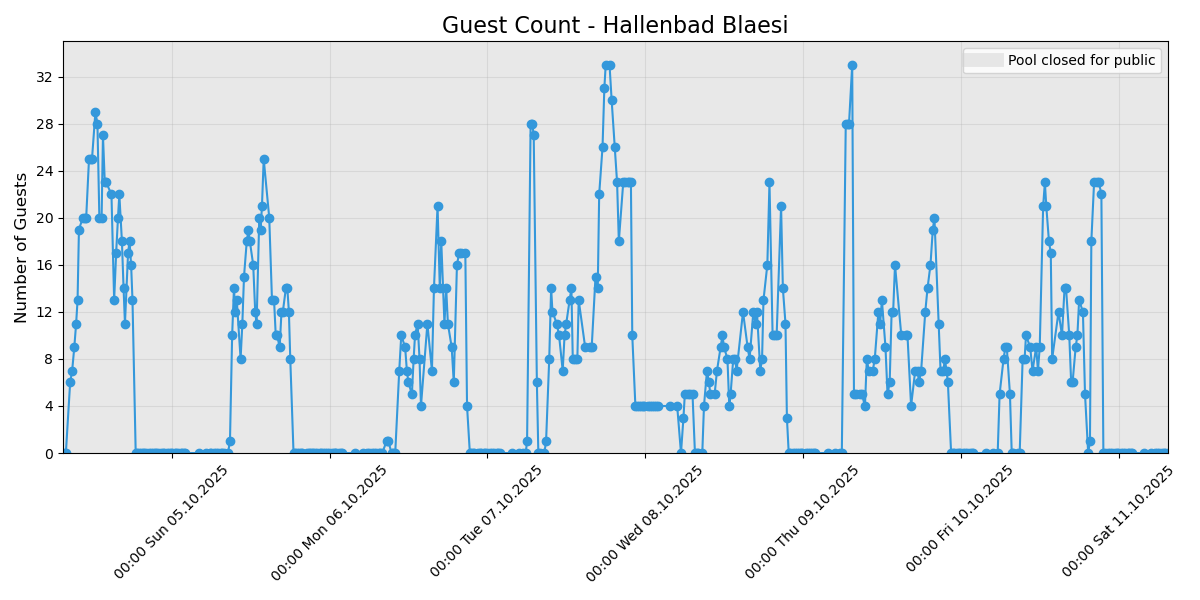 Guest Count - Hallenbad Blaesi
Pool closed for public
Number of Guests
32
28
24
20
16
12
8
4
0
00:00 Sun 05.10.2025
00:00 Mon 06.10.2025
00:00 Tue 07.10.2025
00:00 Wed 08.10.2025
00:00 Thu 09.10.2025
00:00 Fri 10.10.2025
00:00 Sat 11.10.2025